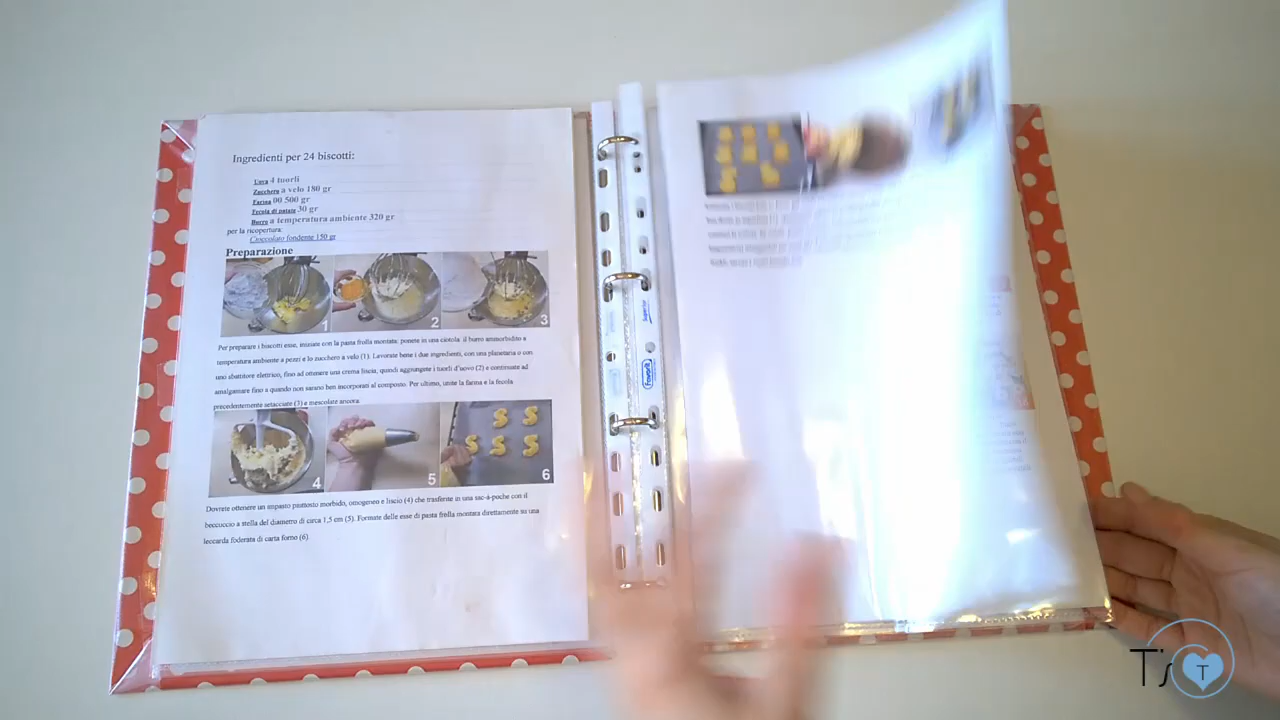 Ingredienti per 24 biscotti:
Uova 4 tuorli
Zucchero a velo 180 gr
Farina 00 500 gr
Fecola di patate 30 gr
Burro a temperatura ambiente 320 gr
per la ricopertura:
Cioccolato fondente 150 gr
Preparazione
1 2 3
Per preparare i biscotti esse, iniziate con la pasta frolla montata: ponete in una ciotola il burro ammorbidito a
temperatura ambiente a pezzi e lo zucchero a velo (1). Lavorate bene i due ingredienti, con una planetaria o con
uno sbattitore elettrico, fino ad ottenere una crema liscia, quindi aggiungete i tuorli d'uovo (2) e continuate ad
amalgamare fino a quando non saranno ben incorporati al composto. Per ultimo, unite la farina e la fecola
precedentemente setacciate (3) e mescolate ancora.
4 5 6
Dovrete ottenere un impasto piuttosto morbido, omogeneo e liscio (4) che trasferite in una sac-à-poche con il
beccuccio a stella del diametro di circa 1,5 cm (5). Formate delle esse di pasta frolla montata direttamente su una
leccarda foderata di carta forno (6)
Superior
Favorit
T's
T